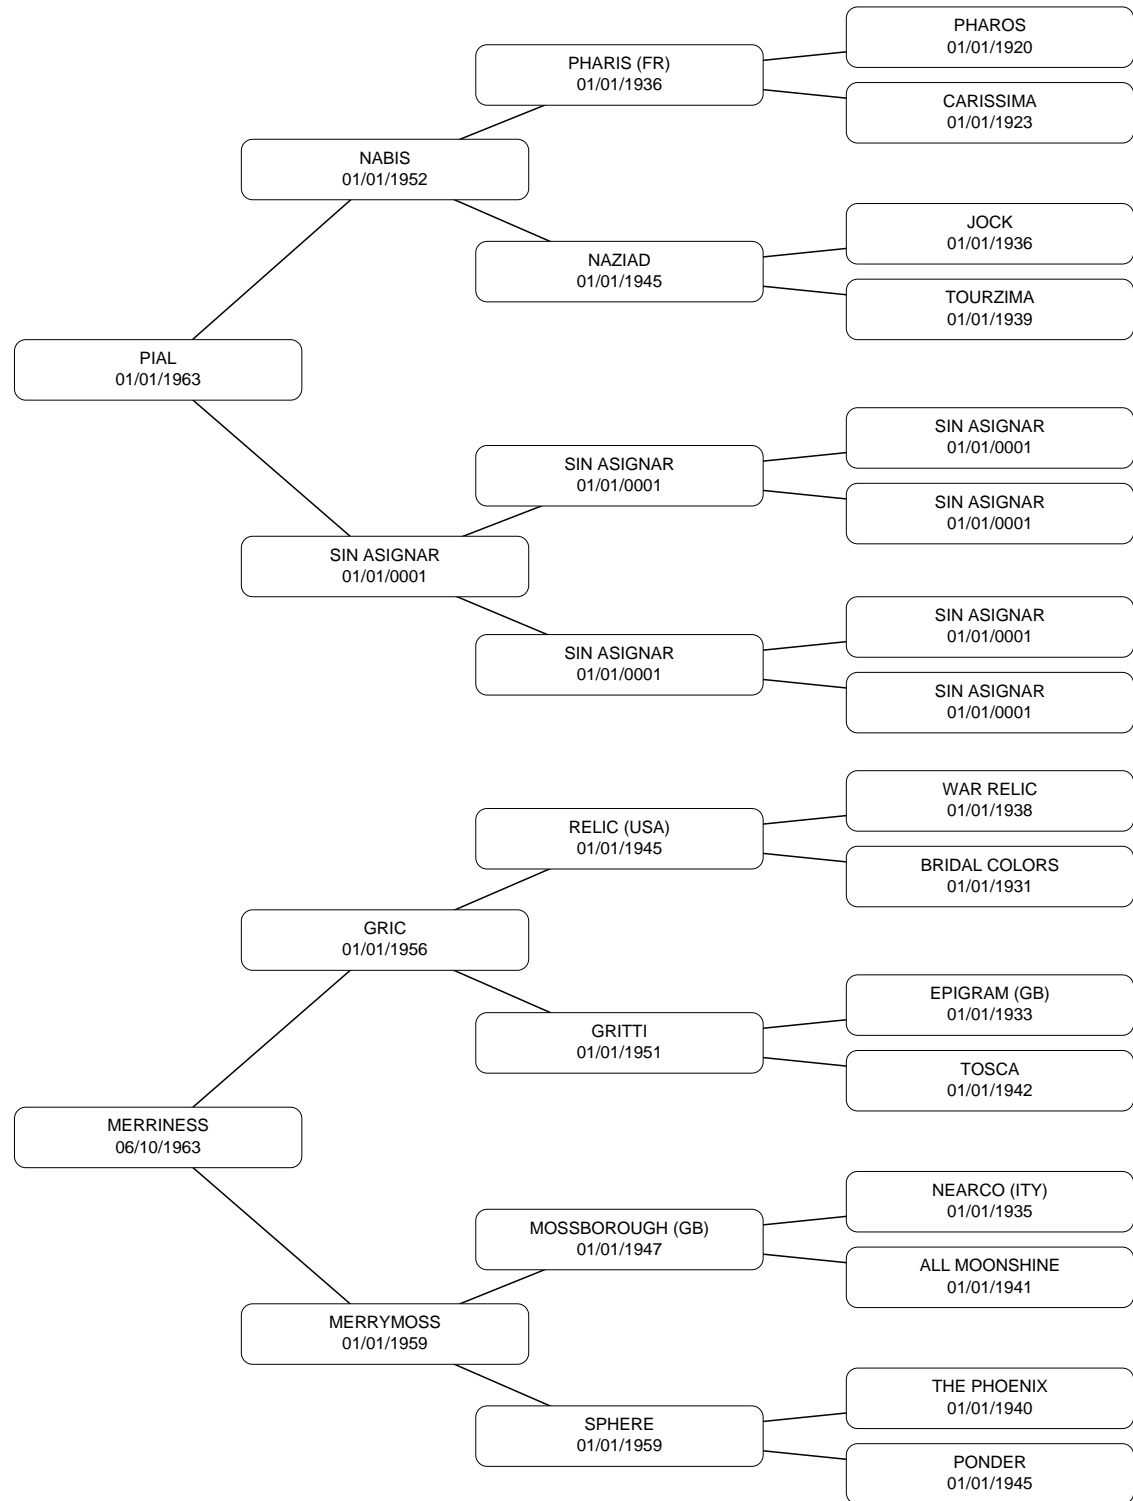 PHAROS
01/01/1920
PHARIS (FR)
01/01/1936
CARISSIMA
01/01/1923
NABIS
01/01/1952
JOCK
01/01/1936
NAZIAD
01/01/1945
TOURZIMA
01/01/1939
PIAL
01/01/1963
SIN ASIGNAR
01/01/0001
SIN ASIGNAR
01/01/0001
SIN ASIGNAR
01/01/0001
SIN ASIGNAR
01/01/0001
SIN ASIGNAR
01/01/0001
SIN ASIGNAR
01/01/0001
SIN ASIGNAR
01/01/0001
WAR RELIC
01/01/1938
RELIC (USA)
01/01/1945
BRIDAL COLORS
01/01/1931
GRIC
01/01/1956
EPIGRAM (GB)
01/01/1933
GRITTI
01/01/1951
TOSCA
01/01/1942
MERRINESS
06/10/1963
NEARCO (ITY)
01/01/1935
MOSSBOROUGH (GB)
01/01/1947
ALL MOONSHINE
01/01/1941
MERRYMOSS
01/01/1959
THE PHOENIX
01/01/1940
SPHERE
01/01/1959
PONDER
01/01/1945